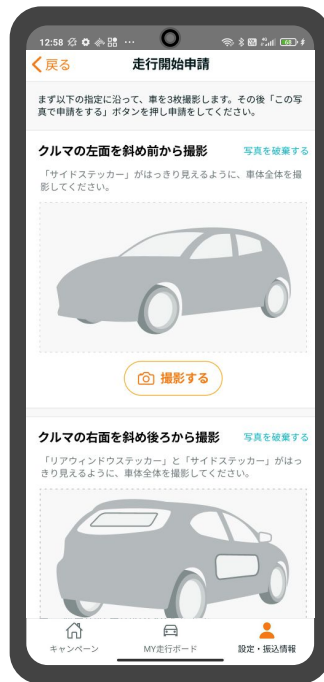 12:58
68
戻る
走行開始申請
まず以下の指定に沿って、車を3枚撮影します。その後「この写
真で申請をする」ボタンを押し申請をしてください。
クルマの左面を斜め前から撮影
写真を破棄する
「サイドステッカー」がはっきり見えるように、車体全体を撮
影してください。
撮影する
クルマの右面を斜め後ろから撮影
写真を破棄する
「リアウィンドウステッカー」と「サイドステッカー」がはっ
きり見えるように、車体全体を撮影してください。
キャンペーン
MY走行ボード
設定・振込情報